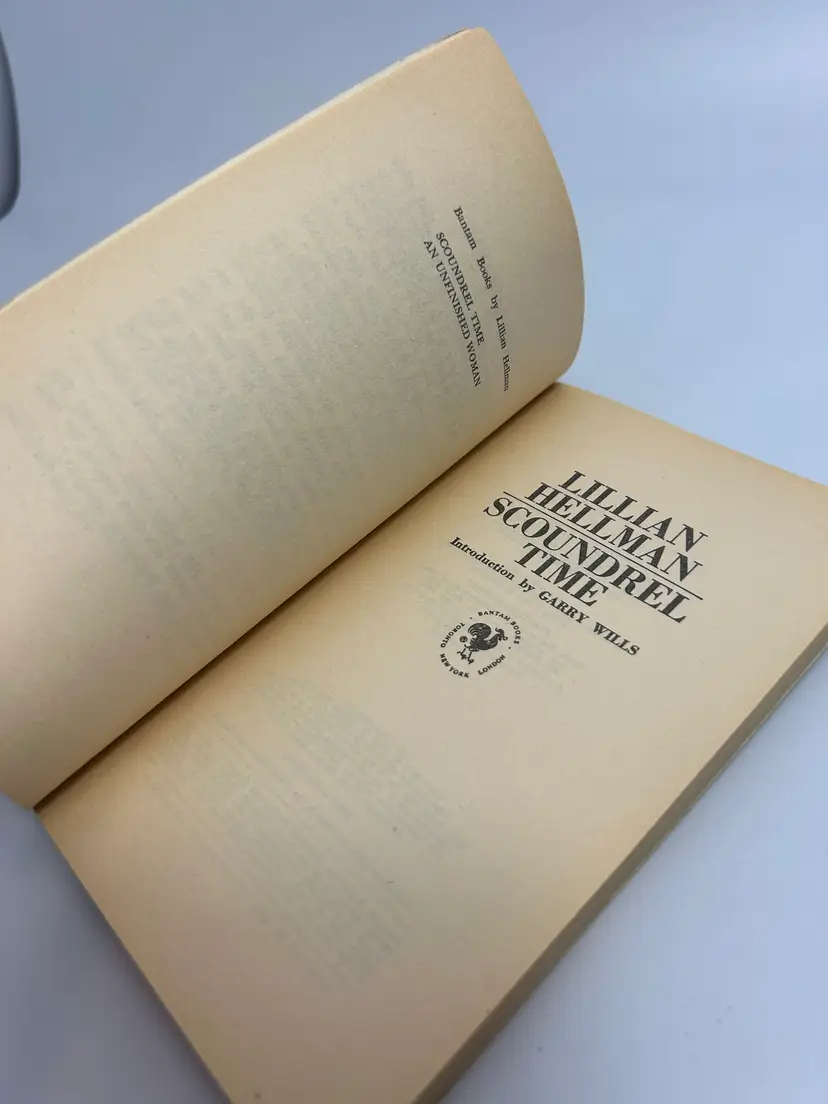 Bantam Books by Lillian Hellman
SCOUNDREL TIME
AN UNFINISHED WOMAN
LILLIAN
HELLMAN
SCOUNDREL
TIME
Introduction by GARRY WILLS
BANTAM BOOKS
TORONTO · NEW YORK · LONDON